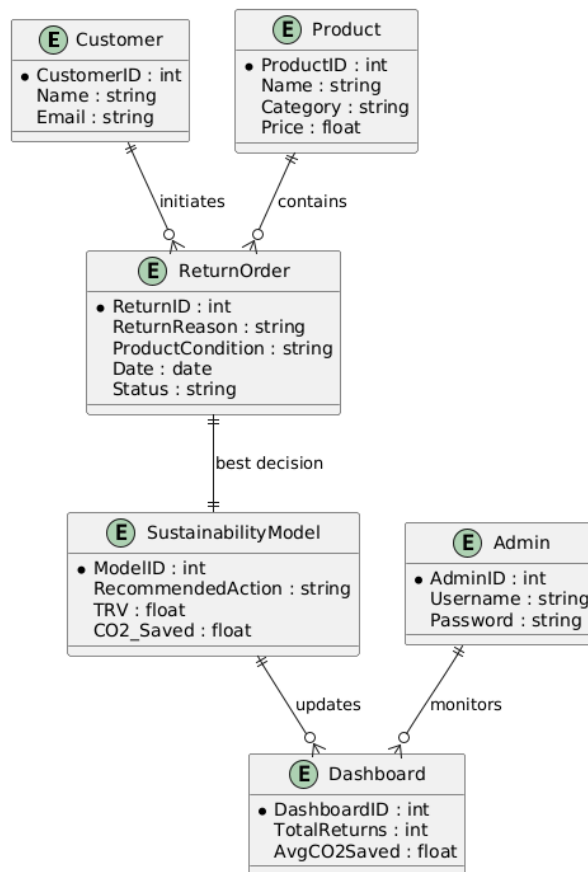 E Customer
CustomerID : int
Name : string
Email : string
E Product
ProductID : int
Name : string
Category : string
Price : float
initiates
contains
E ReturnOrder
ReturnID : int
ReturnReason : string
ProductCondition : string
Date : date
Status : string
best decision
E SustainabilityModel
ModelID : int
RecommendedAction : string
TRV : float
CO2_Saved : float
E Admin
AdminID : int
Username : string
Password : string
updates
monitors
E Dashboard
DashboardID : int
TotalReturns : int
AvgCO2Saved : float